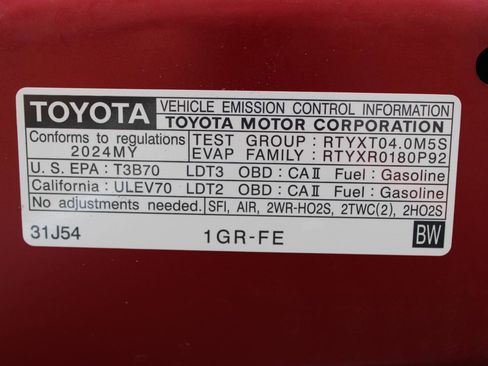 TOYOTA VEHICLE EMISSION CONTROL INFORMATION
TOYOTA MOTOR CORPORATION
Conforms to regulations
2024MY
TEST GROUP : RTYXT04.0M5S
EVAP FAMILY : RTYXR0180P92
U.S. EPA : T3B70 LDT3 OBD : CAⅡ Fuel : Gasoline
California : ULEV70 LDT2 OBD : CAⅡ Fuel : Gasoline
No adjustments needed. SFI, AIR, 2WR-HO2S, 2TWC(2), 2HO2S
31J54 1GR-FE BW